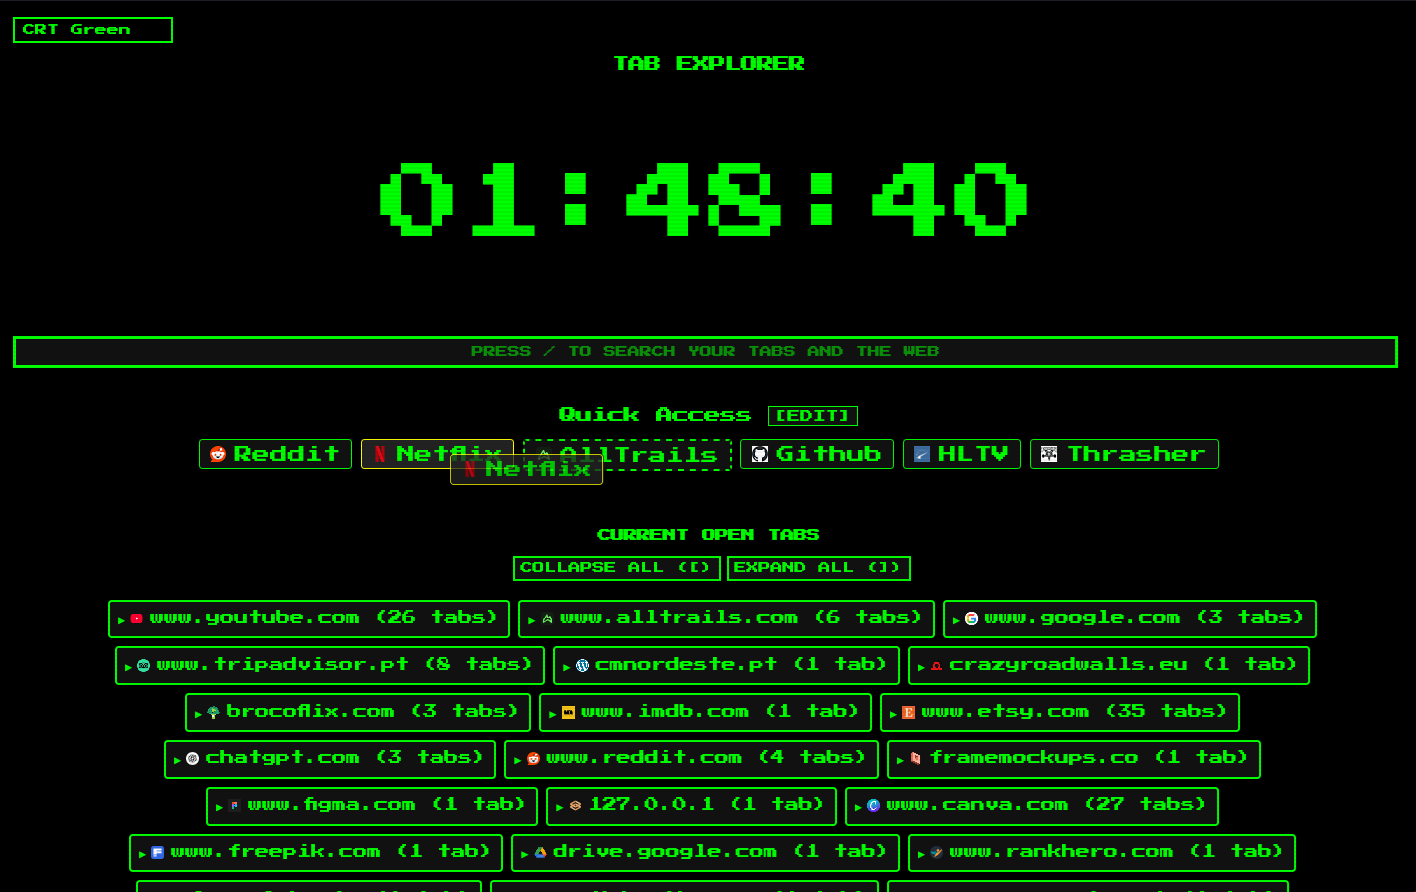 CRT Green
TAB EXPLORER
01:48:40
PRESS / TO SEARCH YOUR TABS AND THE WEB
Quick Access [EDIT]
Reddit Netflix AllTrails Github HLTV Thrasher
Netflix
CURRENT OPEN TABS
COLLAPSE ALL ([) EXPAND ALL (])
www.youtube.com (26 tabs) www.alltrails.com (6 tabs) www.google.com (3 tabs)
www.tripadvisor.pt (8 tabs) cmnordeste.pt (1 tab) crazyroadwalls.eu (1 tab)
brocoflix.com (3 tabs) www.imdb.com (1 tab) www.etsy.com (35 tabs)
chatgpt.com (3 tabs) www.reddit.com (4 tabs) framemockups.co (1 tab)
www.figma.com (1 tab) 127.0.0.1 (1 tab) www.canva.com (27 tabs)
www.freepik.com (1 tab) drive.google.com (1 tab) www.rankhero.com (1 tab)